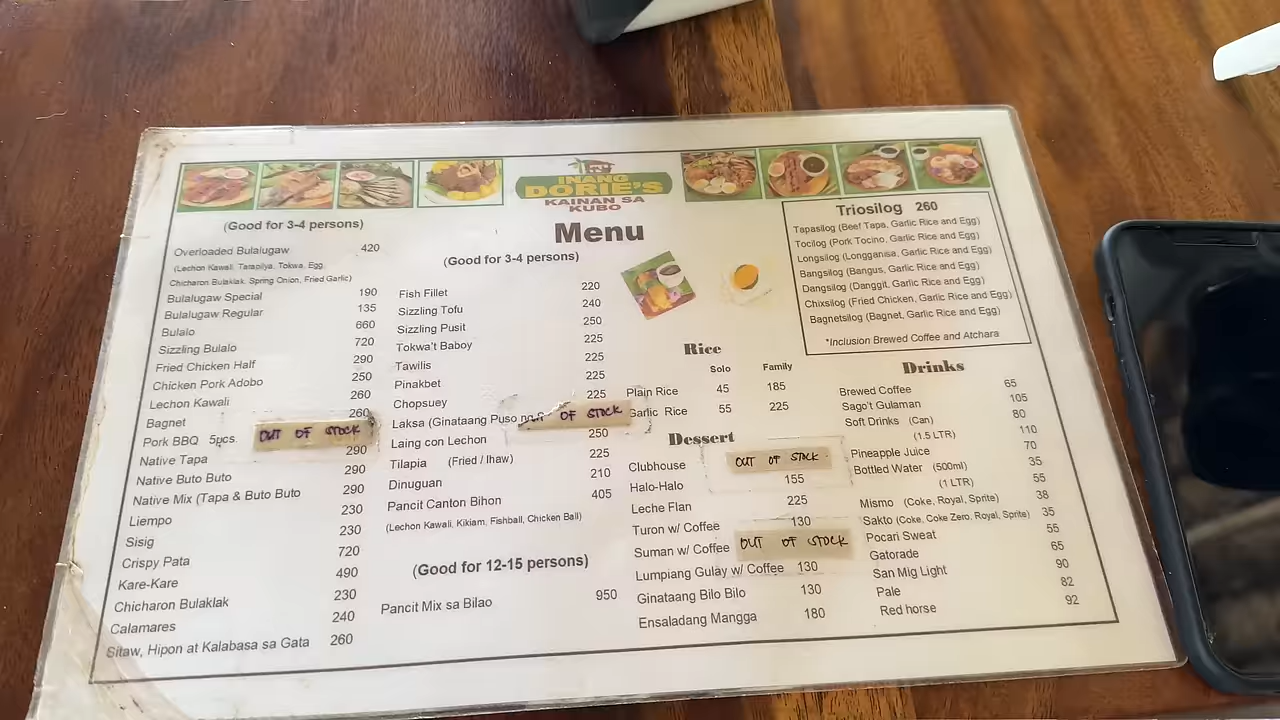 INANG
DORIE'S
KAINAN SA
KUBO
Menu
(Good for 3-4 persons)
Overloaded Bulalugaw 420
(Lechon Kawali, Tarapilya, Tokwa, Egg,
Chicharon Bulaklak, Spring Onion, Fried Garlic)
Bulalugaw Special 190
Bulalugaw Regular 135
Bulalo 660
Sizzling Bulalo 720
Fried Chicken Half 290
Chicken Pork Adobo 250
Lechon Kawali 260
Bagnet 260
Pork BBQ 5pcs. OUT OF STOCK
Native Tapa 290
Native Buto Buto 290
Native Mix (Tapa & Buto Buto 290
Liempo 230
Sisig 230
Crispy Pata 720
Kare-Kare 490
Chicharon Bulaklak 230
Calamares 240
Sitaw, Hipon at Kalabasa sa Gata 260
(Good for 3-4 persons)
Fish Fillet 220
Sizzling Tofu 240
Sizzling Pusit 250
Tokwa't Baboy 225
Tawilis 225
Pinakbet 225
Chopsuey 225
Laksa (Ginataang Puso ng OF STOCK
Laing con Lechon 250
Tilapia (Fried / Ihaw) 225
Dinuguan 210
Pancit Canton Bihon 405
(Lechon Kawali, Kikiam, Fishball, Chicken Ball)
(Good for 12-15 persons)
Pancit Mix sa Bilao 950
Rice
Solo Family
Plain Rice 45 185
Garlic Rice 55 225
Dessert
Clubhouse OUT OF STOCK
Halo-Halo 155
Leche Flan 225
Turon w/ Coffee 130
Suman w/ Coffee OUT OF STOCK
Lumpiang Gulay w/ Coffee 130
Ginataang Bilo Bilo 130
Ensaladang Mangga 180
Triosilog 260
Tapasilog (Beef Tapa, Garlic Rice and Egg)
Tocilog (Pork Tocino, Garlic Rice and Egg)
Longsilog (Longganisa, Garlic Rice and Egg)
Bangsilog (Bangus, Garlic Rice and Egg)
Dangsilog (Danggit, Garlic Rice and Egg)
Chixsilog (Fried Chicken, Garlic Rice and Egg)
Bagnetsilog (Bagnet, Garlic Rice and Egg)
*Inclusion Brewed Coffee and Atchara
Drinks
Brewed Coffee 65
Sago't Gulaman 105
Soft Drinks (Can) 80
(1.5 LTR) 110
Pineapple Juice 70
Bottled Water (500ml) 35
(1 LTR) 55
Mismo (Coke, Royal, Sprite) 38
Sakto (Coke, Coke Zero, Royal, Sprite) 35
Pocari Sweat 55
Gatorade 65
San Mig Light 90
Pale 82
Red horse 92